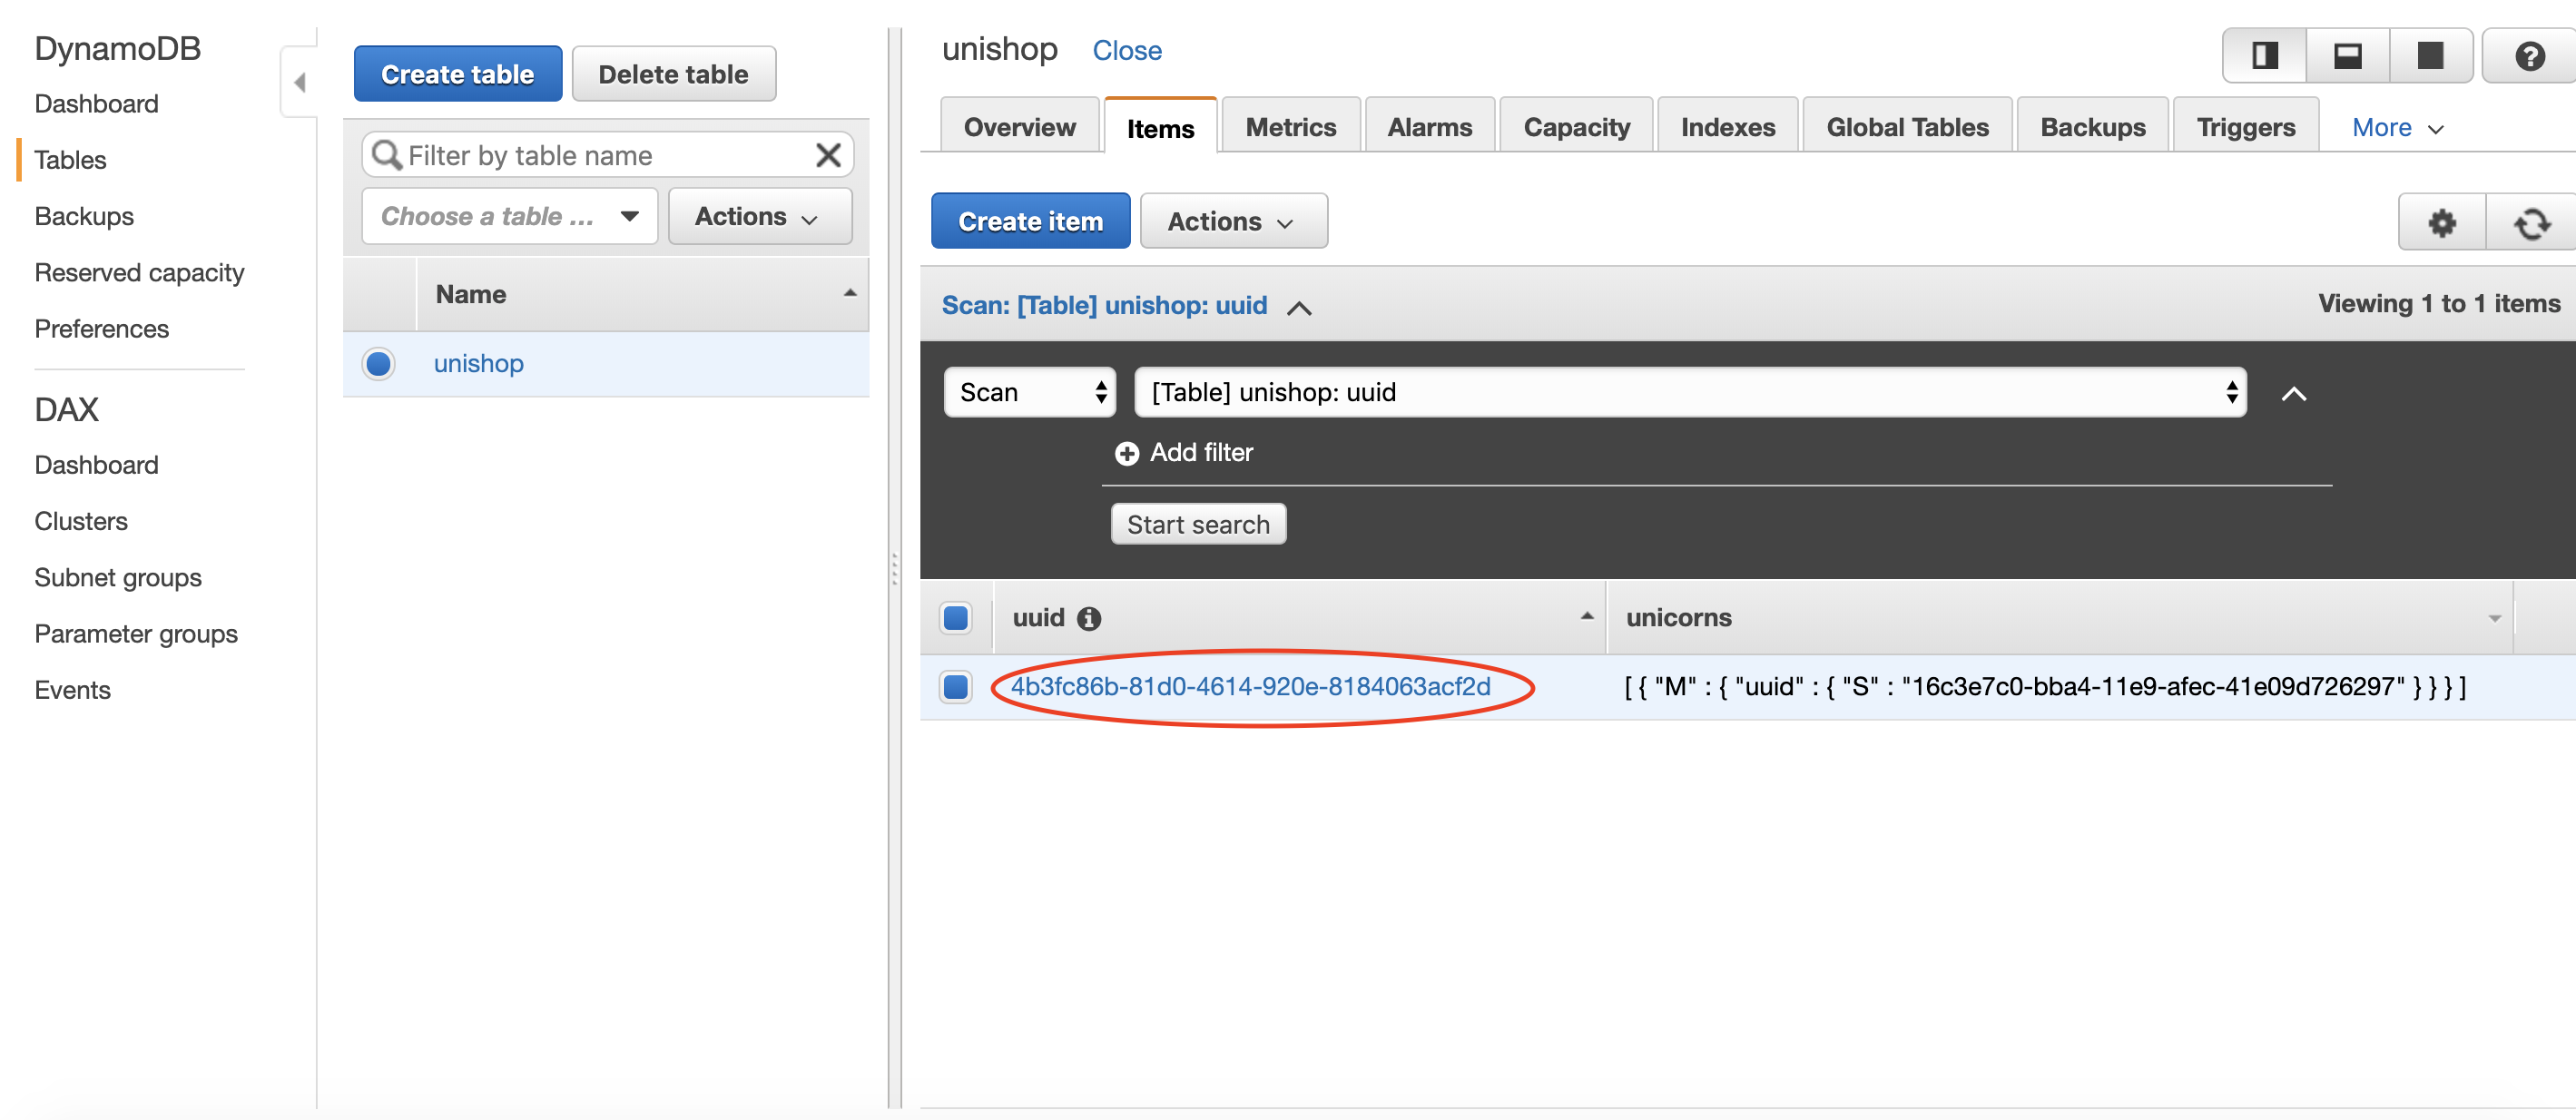 DynamoDB
Dashboard
Tables
Backups
Reserved capacity
Preferences
DAX
Dashboard
Clusters
Subnet groups
Parameter groups
Events
Create table
Delete table
Filter by table name
Choose a table ...
Actions
Name
unishop
unishop Close
Overview Items Metrics Alarms Capacity Indexes Global Tables Backups Triggers More
Create item Actions
Scan: [Table] unishop: uuid
Viewing 1 to 1 items
Scan [Table] unishop: uuid
Add filter
Start search
uuid unicorns
4b3fc86b-81d0-4614-920e-8184063acf2d [ { "M" : { "uuid" : { "S" : "16c3e7c0-bba4-11e9-afec-41e09d726297" } } } ]